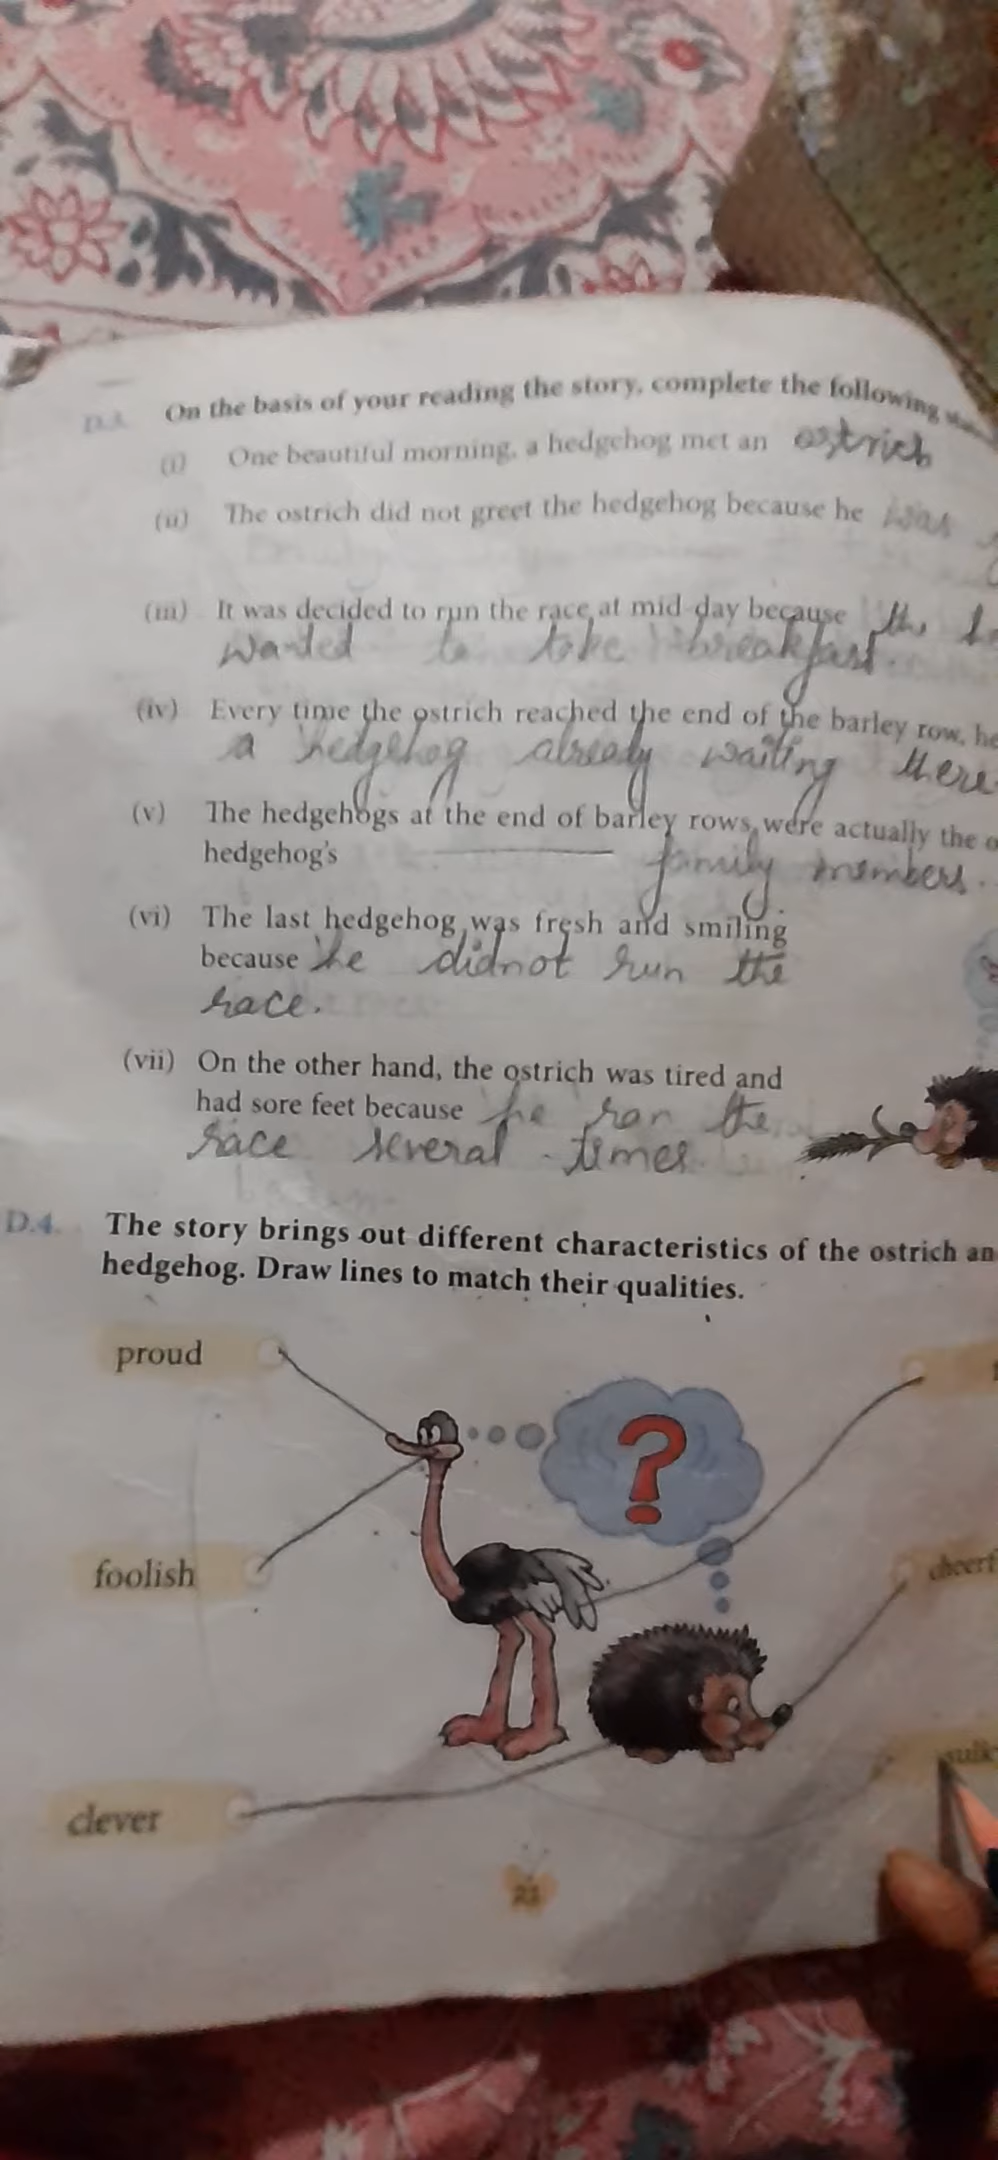 D.3. On the basis of your reading the story, complete the following
(i) One beautiful morning, a hedgehog met an ostrich
(ii) The ostrich did not greet the hedgehog because he was
(iii) It was decided to run the race at mid-day because the
wanted to take breakfast.
(iv) Every time the ostrich reached the end of the barley row, he
a hedgehog already waiting there
(v) The hedgehogs at the end of barley rows, were actually the
hedgehog's family members.
(vi) The last hedgehog was fresh and smiling
because he didnot run the
race.
(vii) On the other hand, the ostrich was tired and
had sore feet because he ran the
race several times
D.4. The story brings out different characteristics of the ostrich
hedgehog. Draw lines to match their qualities.
proud
?
foolish
clever
21